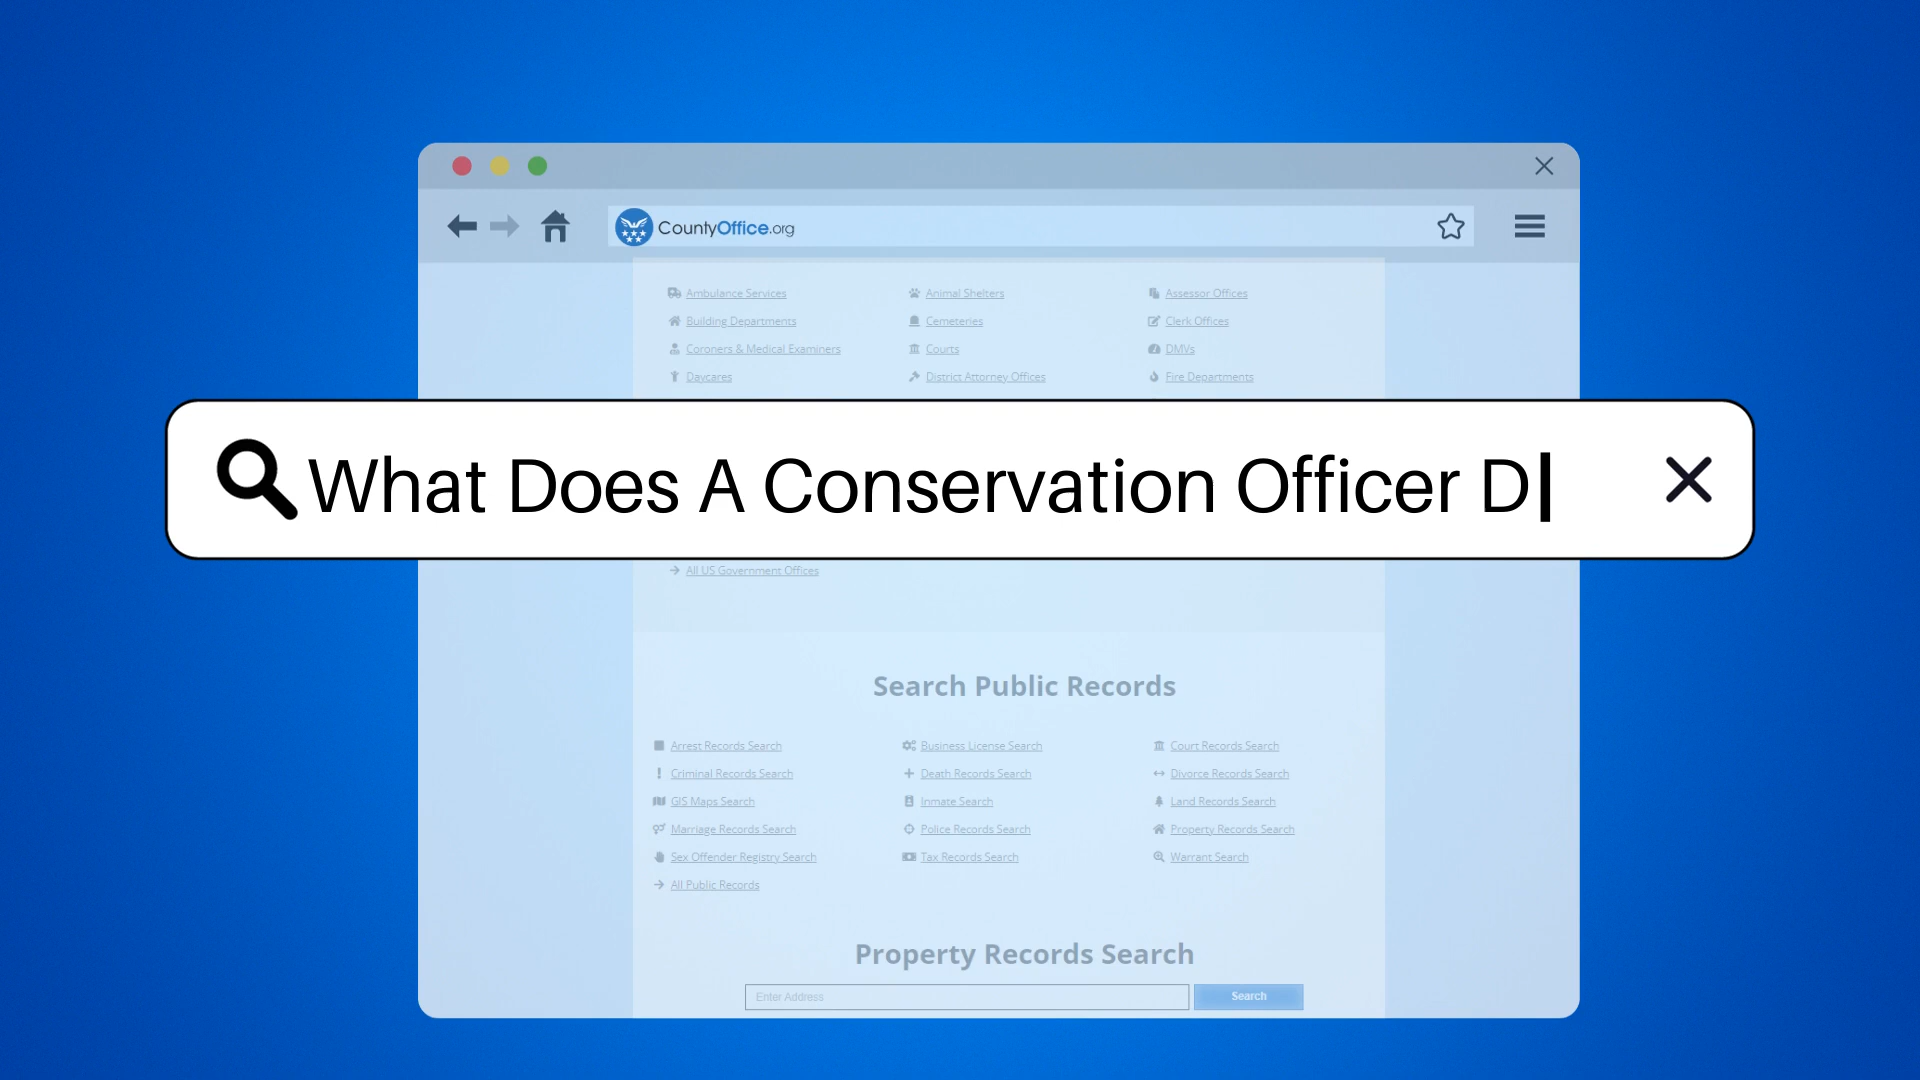 CountyOffice.org
Ambulance Services Animal Shelters Assessor Offices
Building Departments Cemeteries Clerk Offices
Coroners & Medical Examiners Courts DMVs
Daycares District Attorney Offices Fire Departments
What Does A Conservation Officer D
All US Government Offices
Search Public Records
Arrest Records Search Business License Search Court Records Search
Criminal Records Search Death Records Search Divorce Records Search
GIS Maps Search Inmate Search Land Records Search
Marriage Records Search Police Records Search Property Records Search
Sex Offender Registry Search Tax Records Search Warrant Search
All Public Records
Property Records Search
Enter Address Search